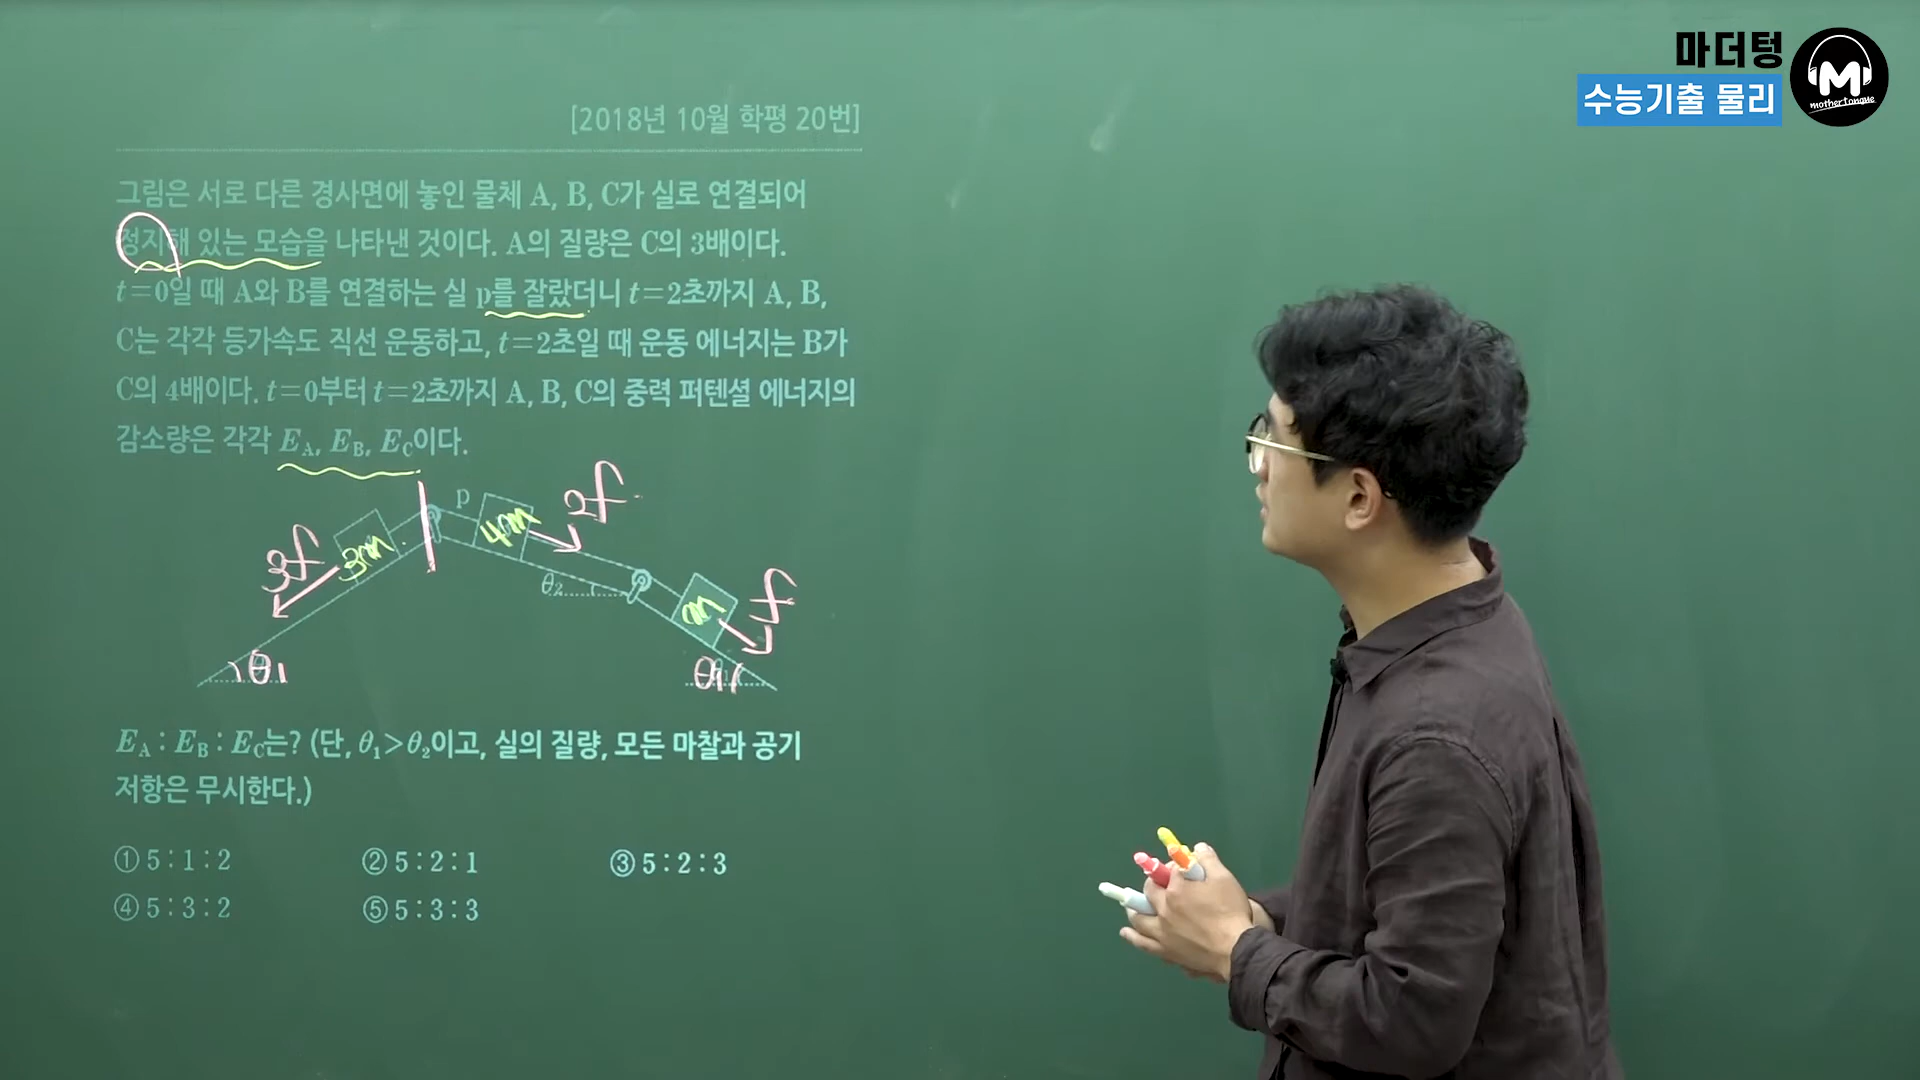 마더텅
수능기출 물리
M
mothertongue
[2018년 10월 학평 20번]
그림은 서로 다른 경사면에 놓인 물체 A, B, C가 실로 연결되어
정지해 있는 모습을 나타낸 것이다. A의 질량은 C의 3배이다.
t=0일 때 A와 B를 연결하는 실 p를 잘랐더니 t=2초까지 A, B,
C는 각각 등가속도 직선 운동하고, t=2초일 때 운동 에너지는 B가
C의 4배이다. t=0부터 t=2초까지 A, B, C의 중력 퍼텐셜 에너지의
감소량은 각각 E_A, E_B, E_C이다.
p
2f
3f
3m
4m
θ₂
m
f
θ1
θ1
E_A : E_B : E_C는? (단, θ₁>θ₂이고, 실의 질량, 모든 마찰과 공기
저항은 무시한다.)
① 5 : 1 : 2
② 5 : 2 : 1
③ 5 : 2 : 3
④ 5 : 3 : 2
⑤ 5 : 3 : 3